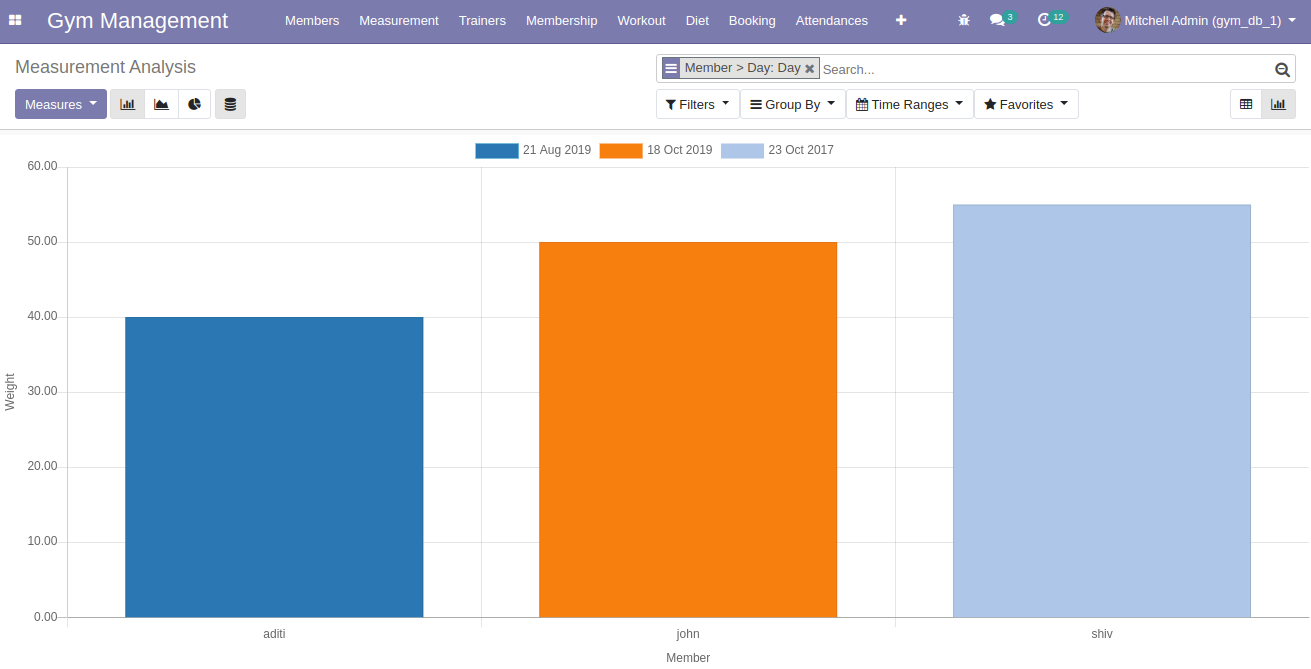 Gym Management Members Measurement Trainers Membership Workout Diet Booking Attendances 3 12 Mitchell Admin (gym_db_1)
Measurement Analysis
Member > Day: Day Search...
Measures Filters Group By Time Ranges Favorites
21 Aug 2019 18 Oct 2019 23 Oct 2017
60.00
50.00
40.00
30.00
20.00
10.00
0.00
Weight
aditi john shiv
Member